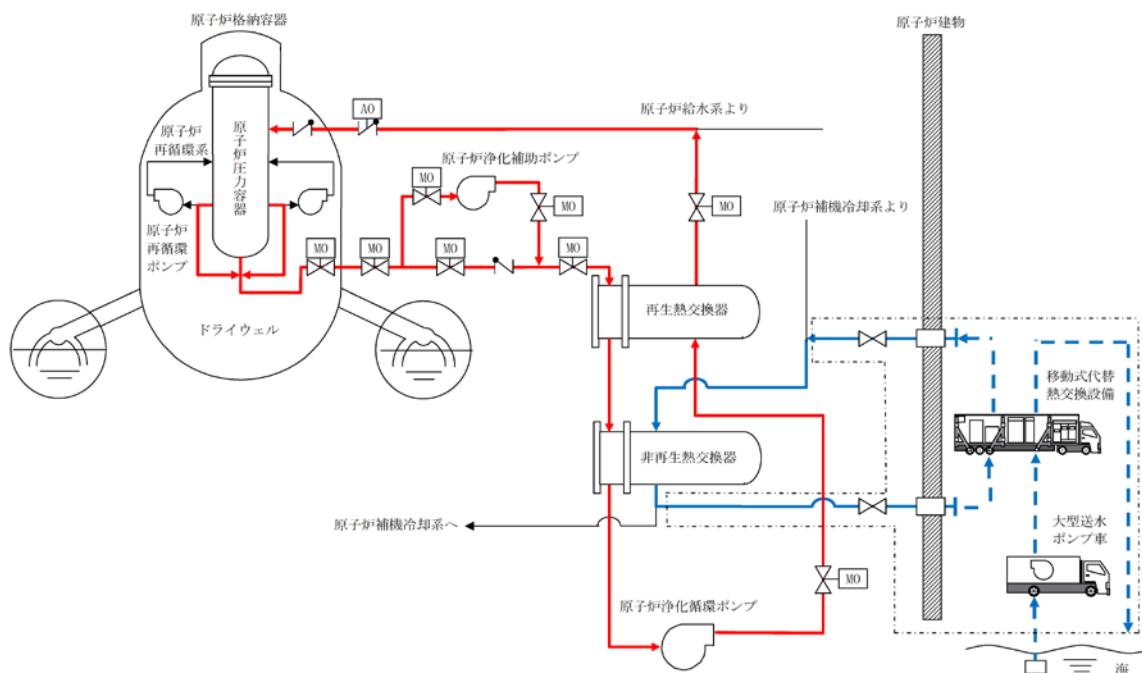 原子炉格納容器
原子炉建物
AO
原子炉給水系より
原子炉
再循環系
原子炉圧力容器
原子炉浄化補助ポンプ
MO
MO
原子炉補機冷却系より
MO
原子炉
再循環
ポンプ
MO
MO
MO
MO
ドライウェル
再生熱交換器
移動式代替
熱交換設備
非再生熱交換器
原子炉補機冷却系へ
大型送水
ポンプ車
MO
原子炉浄化循環ポンプ
海